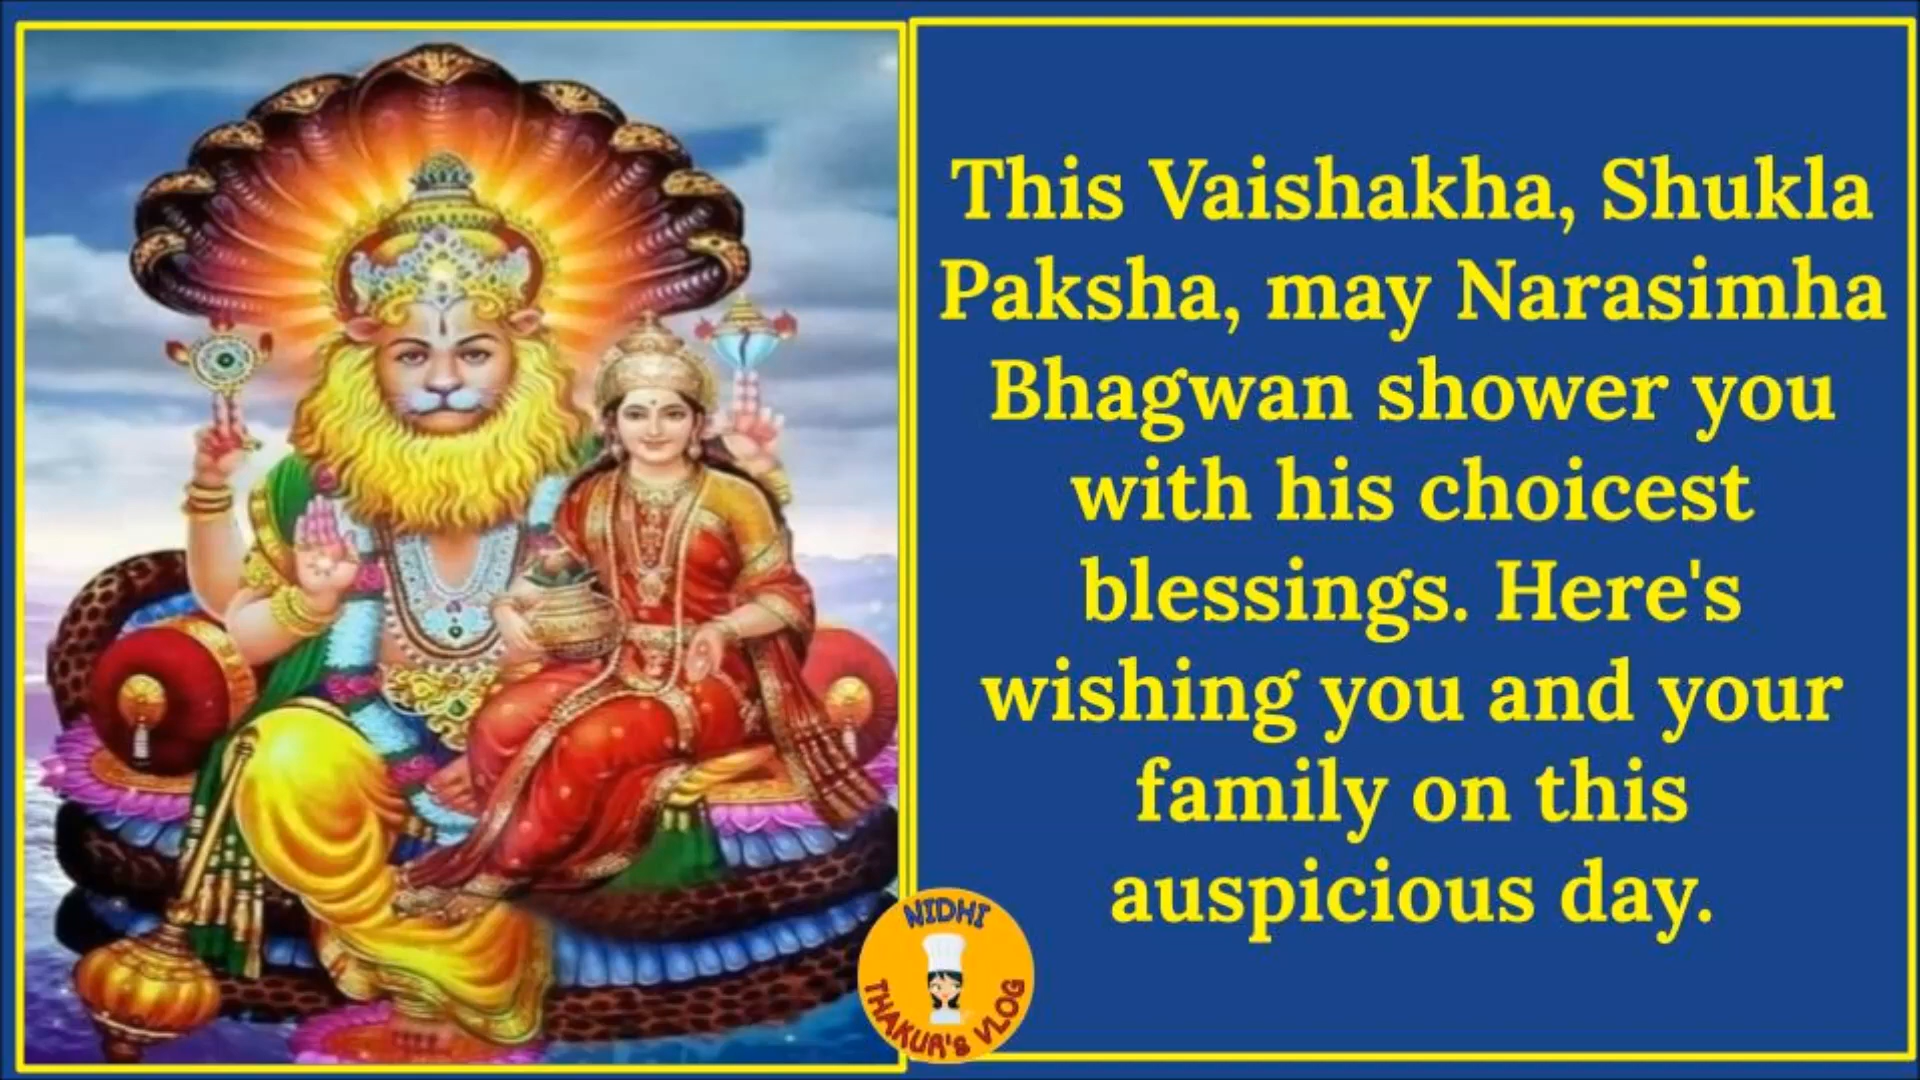 This Vaishakha, Shukla
Paksha, may Narasimha
Bhagwan shower you
with his choicest
blessings. Here's
wishing you and your
family on this
auspicious day.
NIDHI
THAKUR'S VLOG